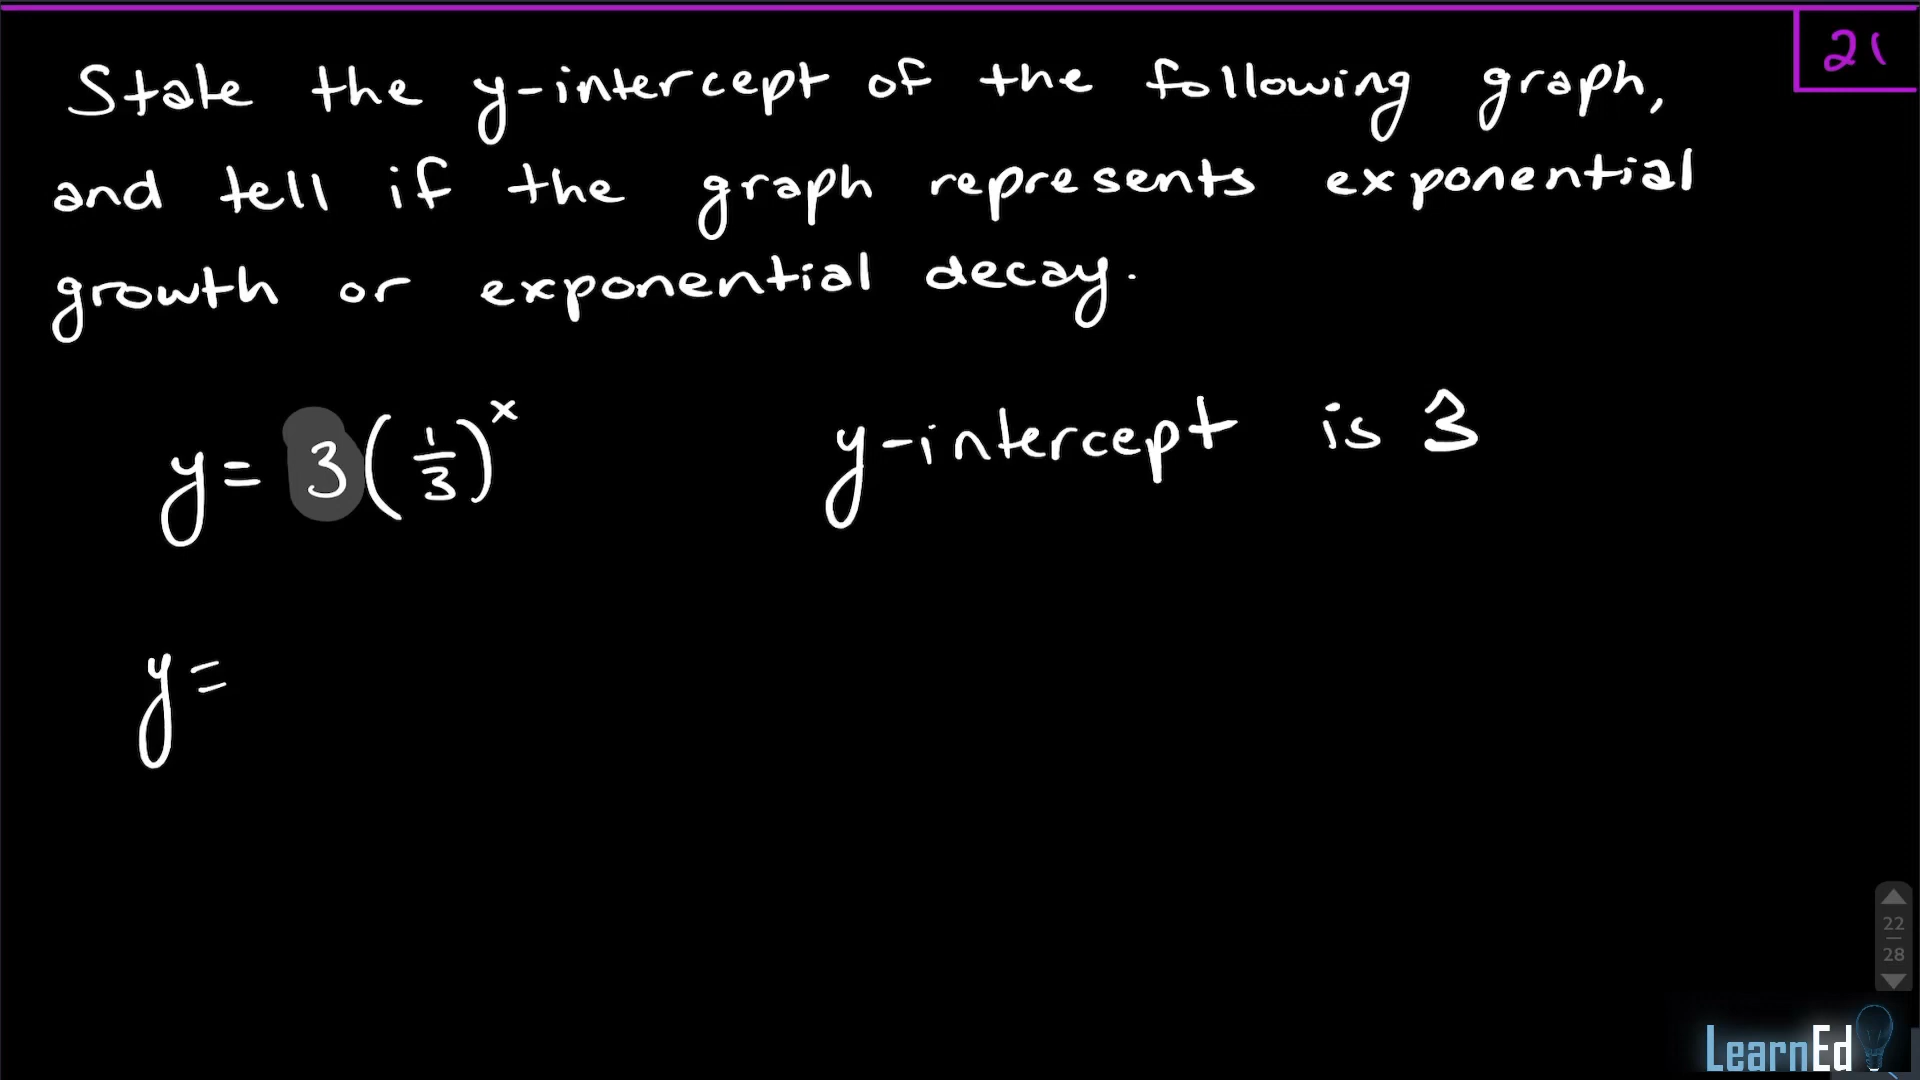 21
State the y-intercept of the following graph,
and tell if the graph represents exponential
growth or exponential decay.
y = 3(1/3)^x
y-intercept is 3
y =
22
28
LearnEd